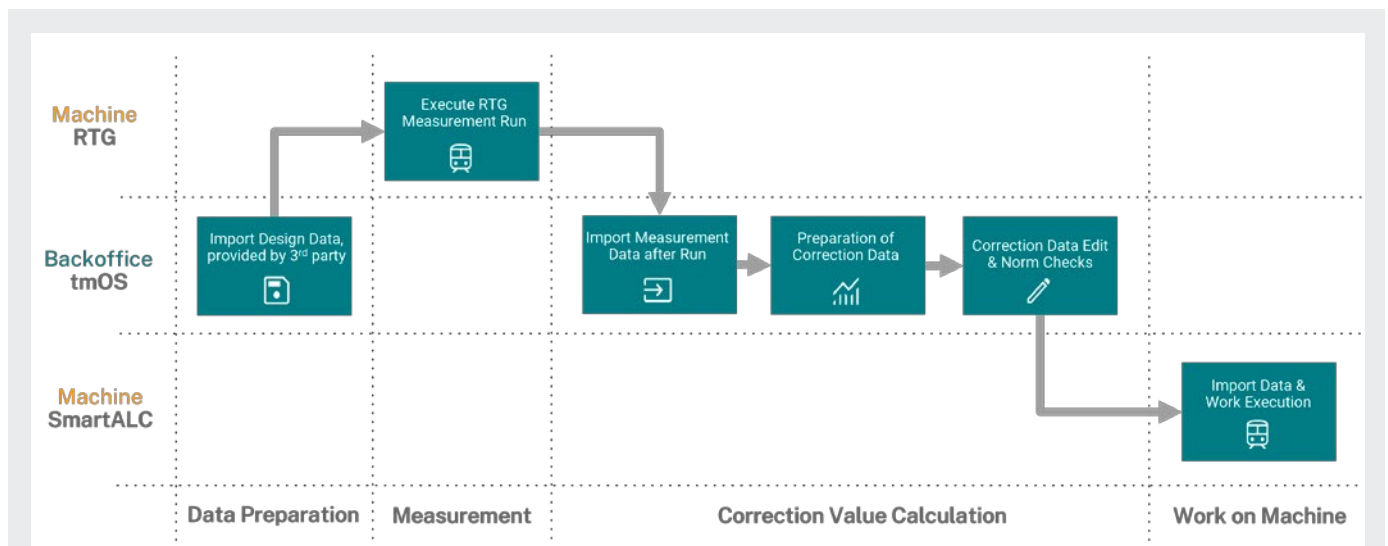 Machine
RTG
Execute RTG
Measurement Run
Backoffice
tmOS
Import Design Data,
provided by 3rd party
Import Measurement
Data after Run
Preparation of
Correction Data
Correction Data Edit
& Norm Checks
Machine
SmartALC
Import Data &
Work Execution
Data Preparation
Measurement
Correction Value Calculation
Work on Machine